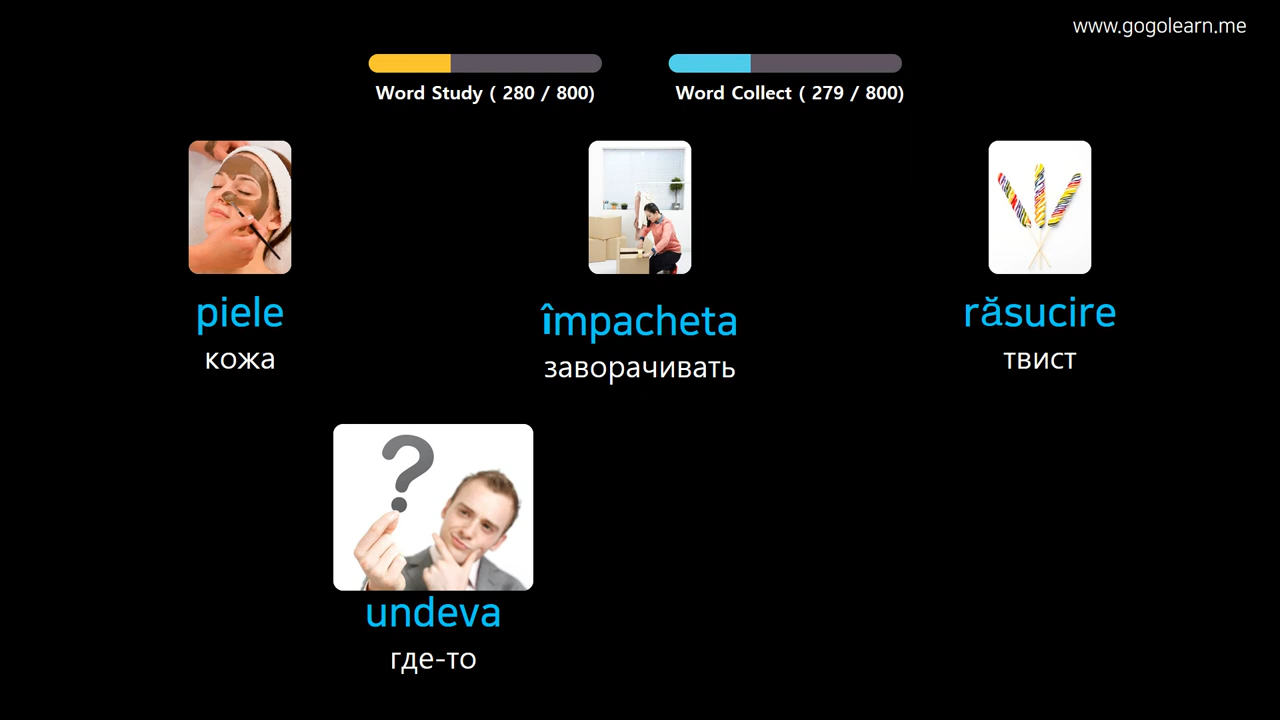 www.gogolearn.me
Word Study ( 280 / 800)
Word Collect ( 279 / 800)
piele
кожа
împacheta
заворачивать
răsucire
твист
undeva
где-то